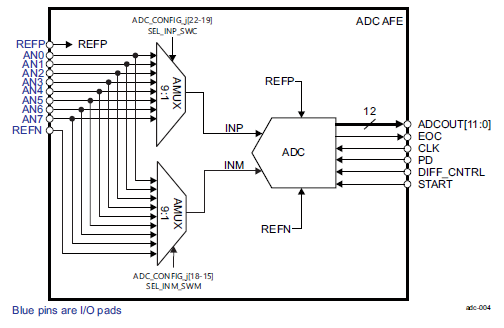 ADC_CONFIG_j[22-19]
SEL_INP_SWC
ADC AFE
REFP
REFP
AN0
AN1
AN2
AN3
AN4
AN5
AN6
AN7
REFN
AMUX
9:1
REFP
INP
12
ADCOUT[11:0]
EOC
CLK
PD
DIFF_CNTRL
START
ADC
INM
AMUX
9:1
REFN
ADC_CONFIG_j[18-15]
SEL_INM_SWM
Blue pins are I/O pads
adc-004